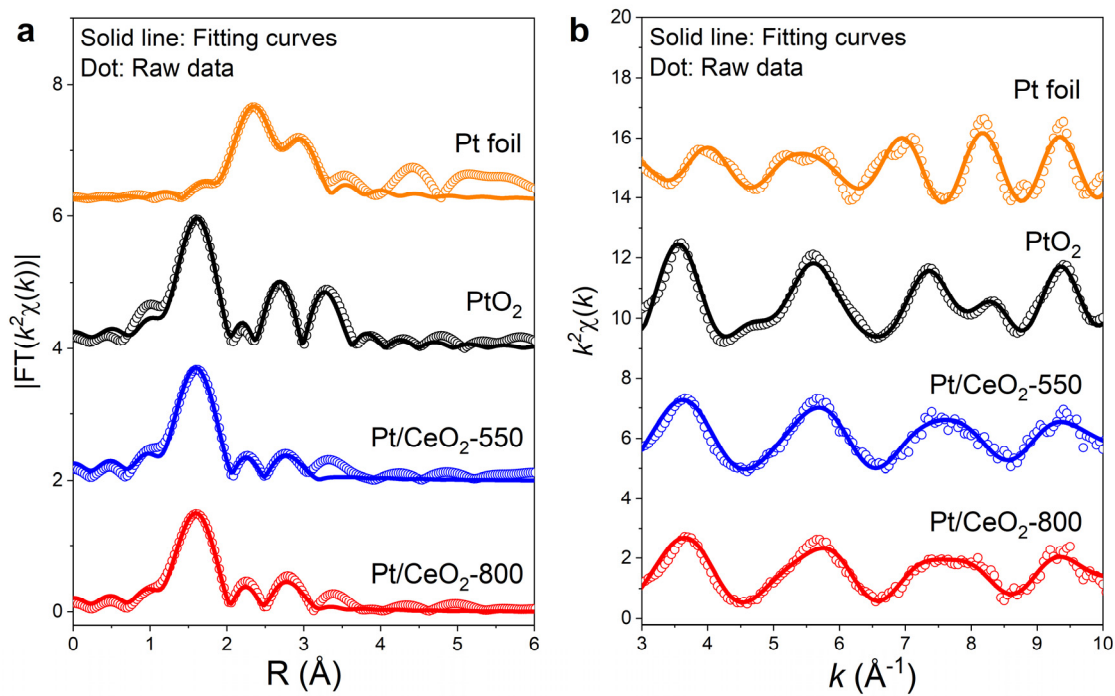 a
Solid line: Fitting curves
Dot: Raw data
Pt foil
PtO₂
Pt/CeO₂-550
Pt/CeO₂-800
|FT(k²χ(k))|
8
6
4
2
0
0 1 2 3 4 5 6
R (Å)
b
Solid line: Fitting curves
Dot: Raw data
Pt foil
PtO₂
Pt/CeO₂-550
Pt/CeO₂-800
k²χ(k)
20
18
16
14
12
10
8
6
4
2
0
3 4 5 6 7 8 9 10
k (Å⁻¹)